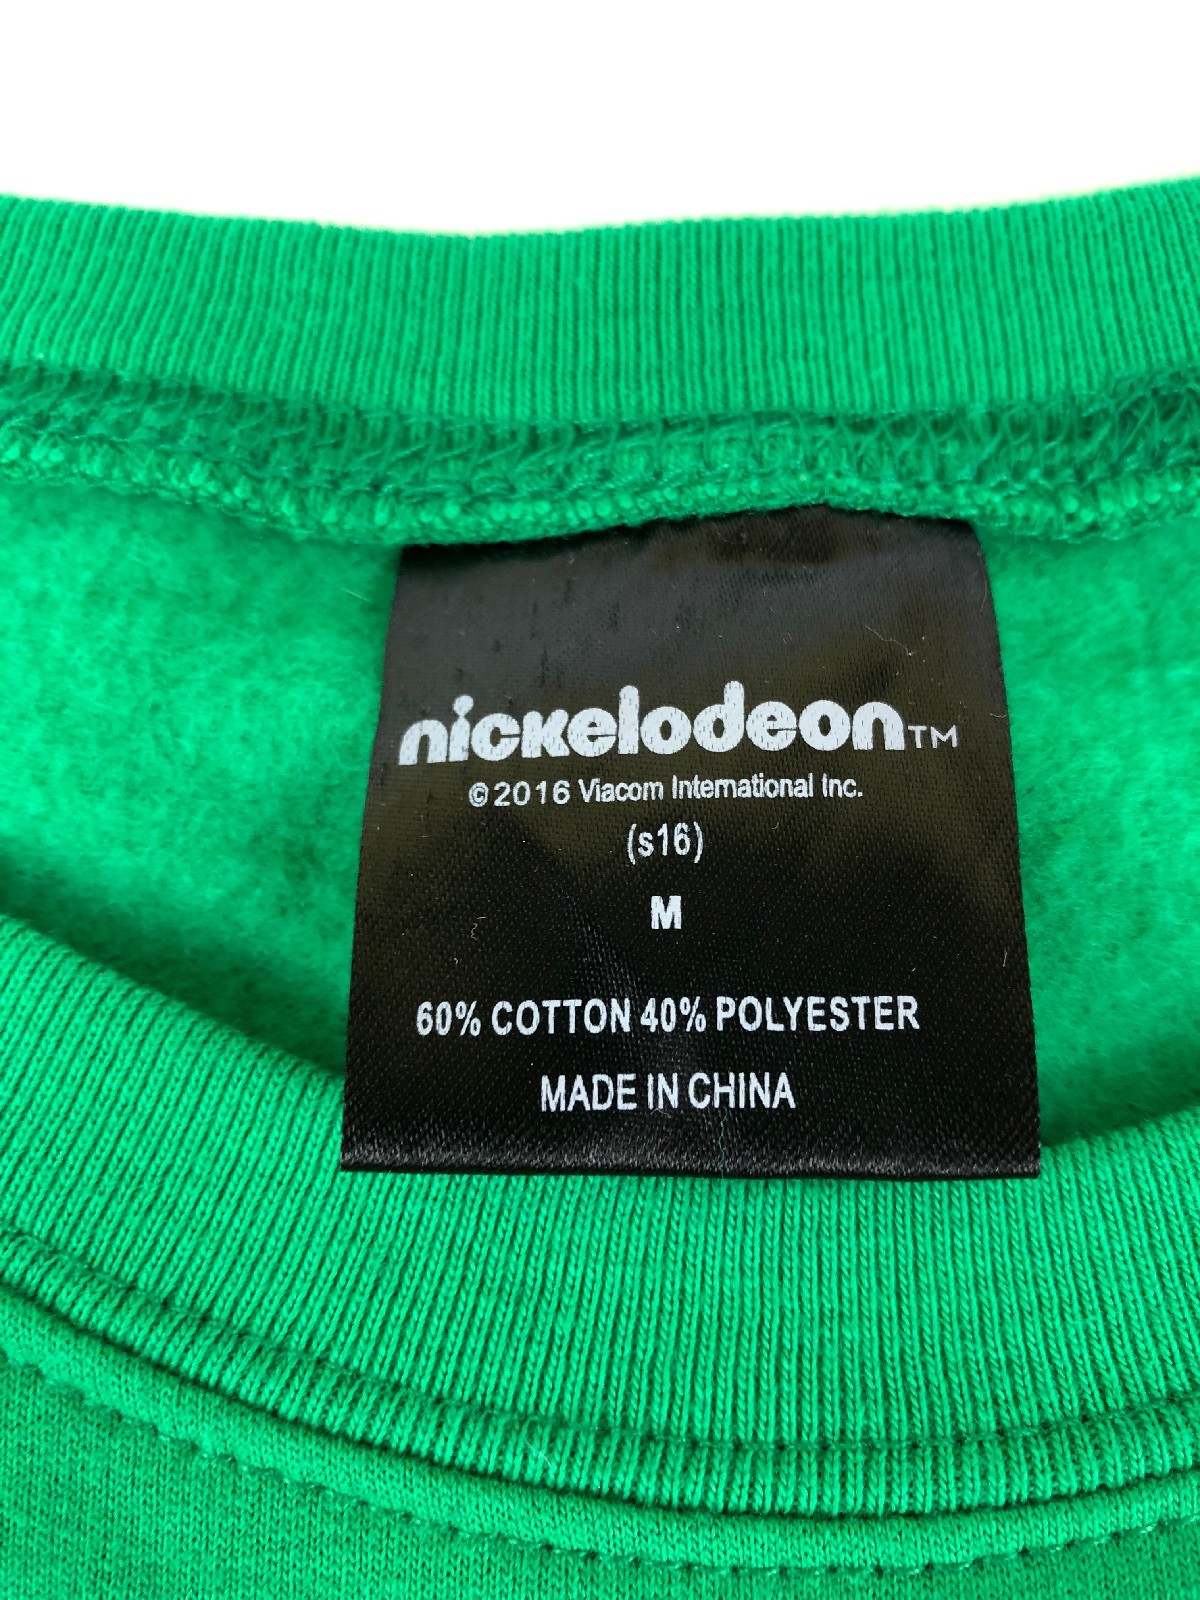 nickelodeon™
©2016 Viacom International Inc.
(s16)
M
60% COTTON 40% POLYESTER
MADE IN CHINA